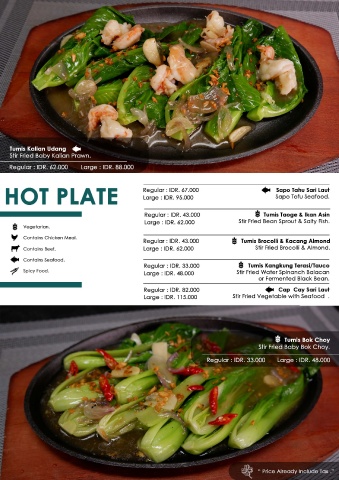 Tumis Kalian Udang
Stir Fried Baby Kalian Prawn.
Regular : IDR. 62.000 Large : IDR. 88.000
HOT PLATE
Vegetarian.
Contains Chicken Meat.
Contains Beef.
Contains Seafood.
Spicy Food.
Regular : IDR. 67.000 Sapo Tahu Sari Laut
Large : IDR. 95.000 Sapo Tofu Seafood.
Regular : IDR. 43.000 Tumis Taoge & Ikan Asin
Large : IDR. 62.000 Stir Fried Bean Sprout & Salty Fish.
Regular : IDR. 43.000 Tumis Brocolli & Kacang Almond
Large : IDR. 62.000 Stir Fried Brocolli & Almond.
Regular : IDR. 33.000 Tumis Kangkung Terasi/Tauco
Large : IDR. 48.000 Stir Fried Water Spinanch Balacan
or Fermented Black Bean.
Regular : IDR. 82.000 Cap Cay Sari Laut
Large : IDR. 115.000 Stir Fried Vegetable with Seafood .
Tumis Bok Choy
Stir Fried Baby Bok Choy.
Regular : IDR. 33.000 Large : IDR. 48.000
" Price Already Include Tax "